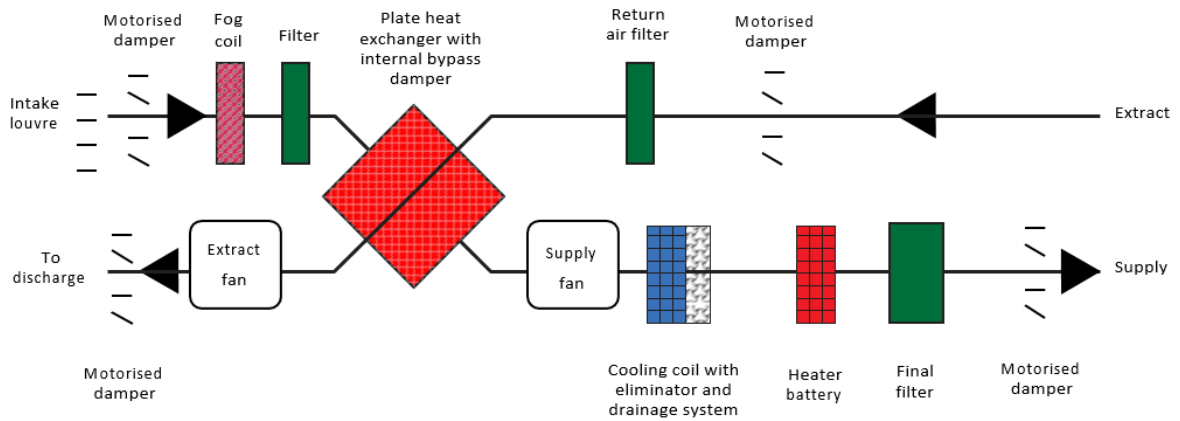 Motorised
damper
Fog
coil
Filter
Plate heat
exchanger with
internal bypass
damper
Return
air filter
Motorised
damper
Intake
louvre
Extract
To
discharge
Extract
fan
Supply
fan
Supply
Motorised
damper
Cooling coil with
eliminator and
drainage system
Heater
battery
Final
filter
Motorised
damper